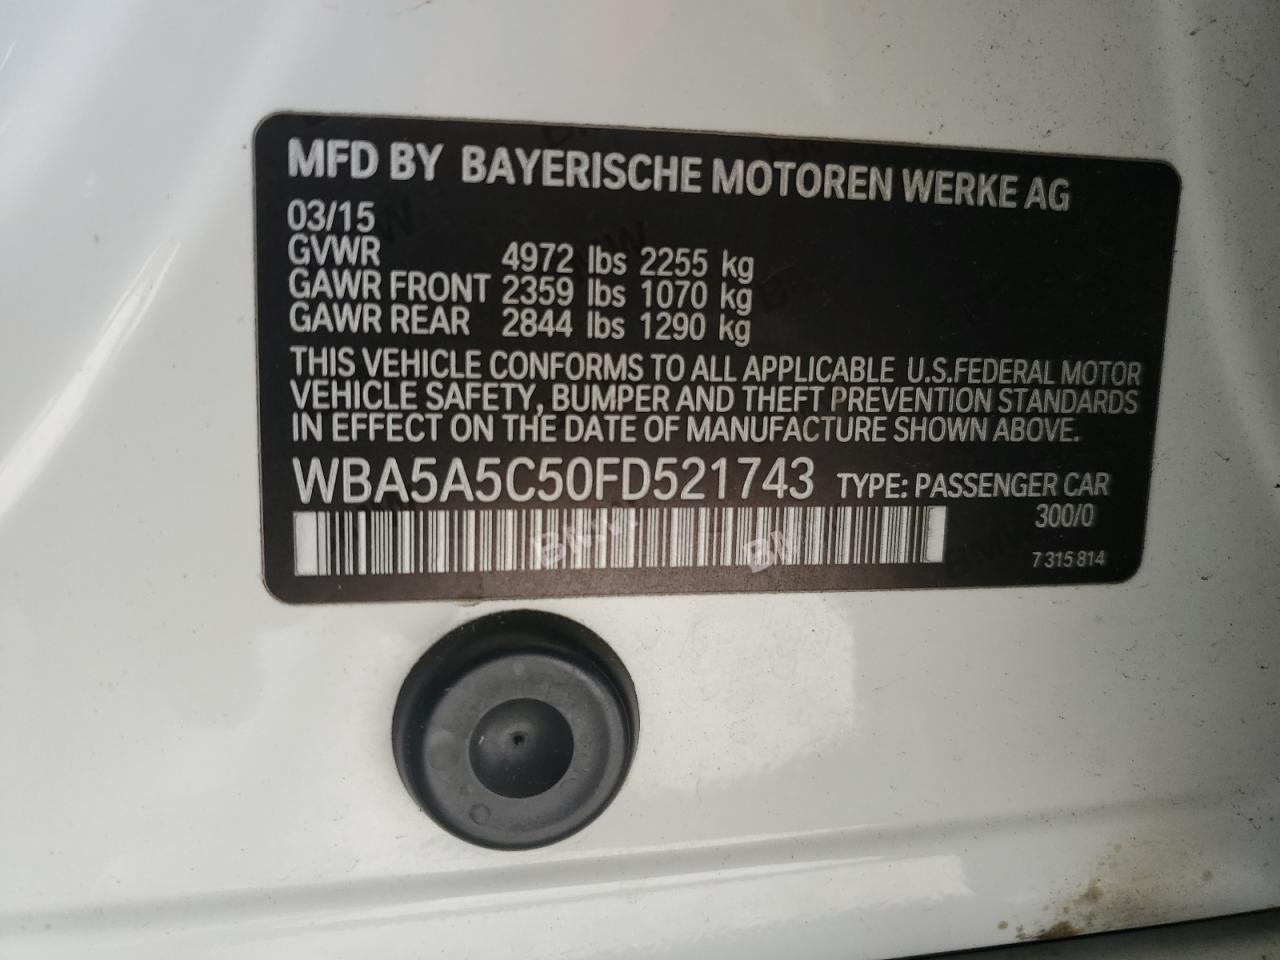 MFD BY BAYERISCHE MOTOREN WERKE AG
03/15
GVWR 4972 lbs 2255 kg
GAWR FRONT 2359 lbs 1070 kg
GAWR REAR 2844 lbs 1290 kg
THIS VEHICLE CONFORMS TO ALL APPLICABLE U.S.FEDERAL MOTOR
VEHICLE SAFETY, BUMPER AND THEFT PREVENTION STANDARDS
IN EFFECT ON THE DATE OF MANUFACTURE SHOWN ABOVE.
WBA5A5C50FD521743 TYPE: PASSENGER CAR
300/0
7 315 814